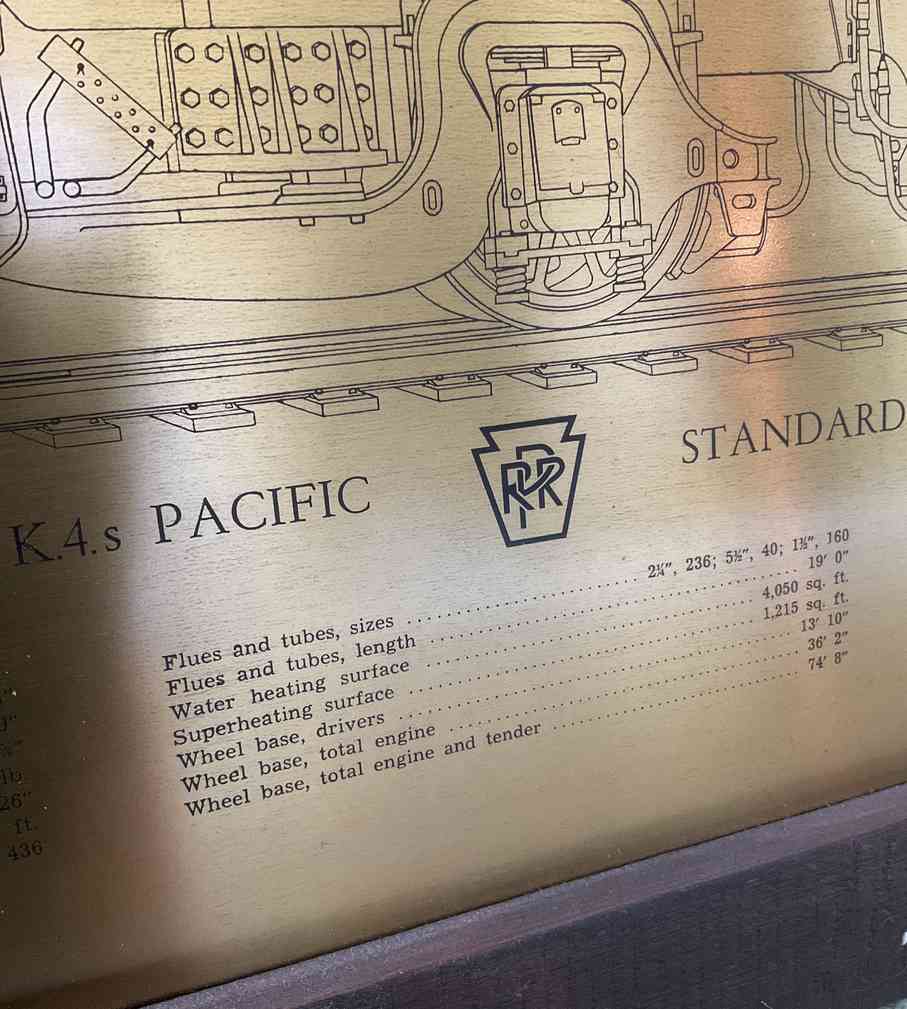 K.4.s PACIFIC
PRR
STANDARD
Flues and tubes, sizes 2¼″, 236; 5½″, 40; 1½″, 160
Flues and tubes, length 19′ 0″
Water heating surface 4,050 sq. ft.
Superheating surface 1,215 sq. ft.
Wheel base, drivers 13′ 10″
Wheel base, total engine 36′ 2″
Wheel base, total engine and tender 74′ 8″
lb.
26″
ft.
436